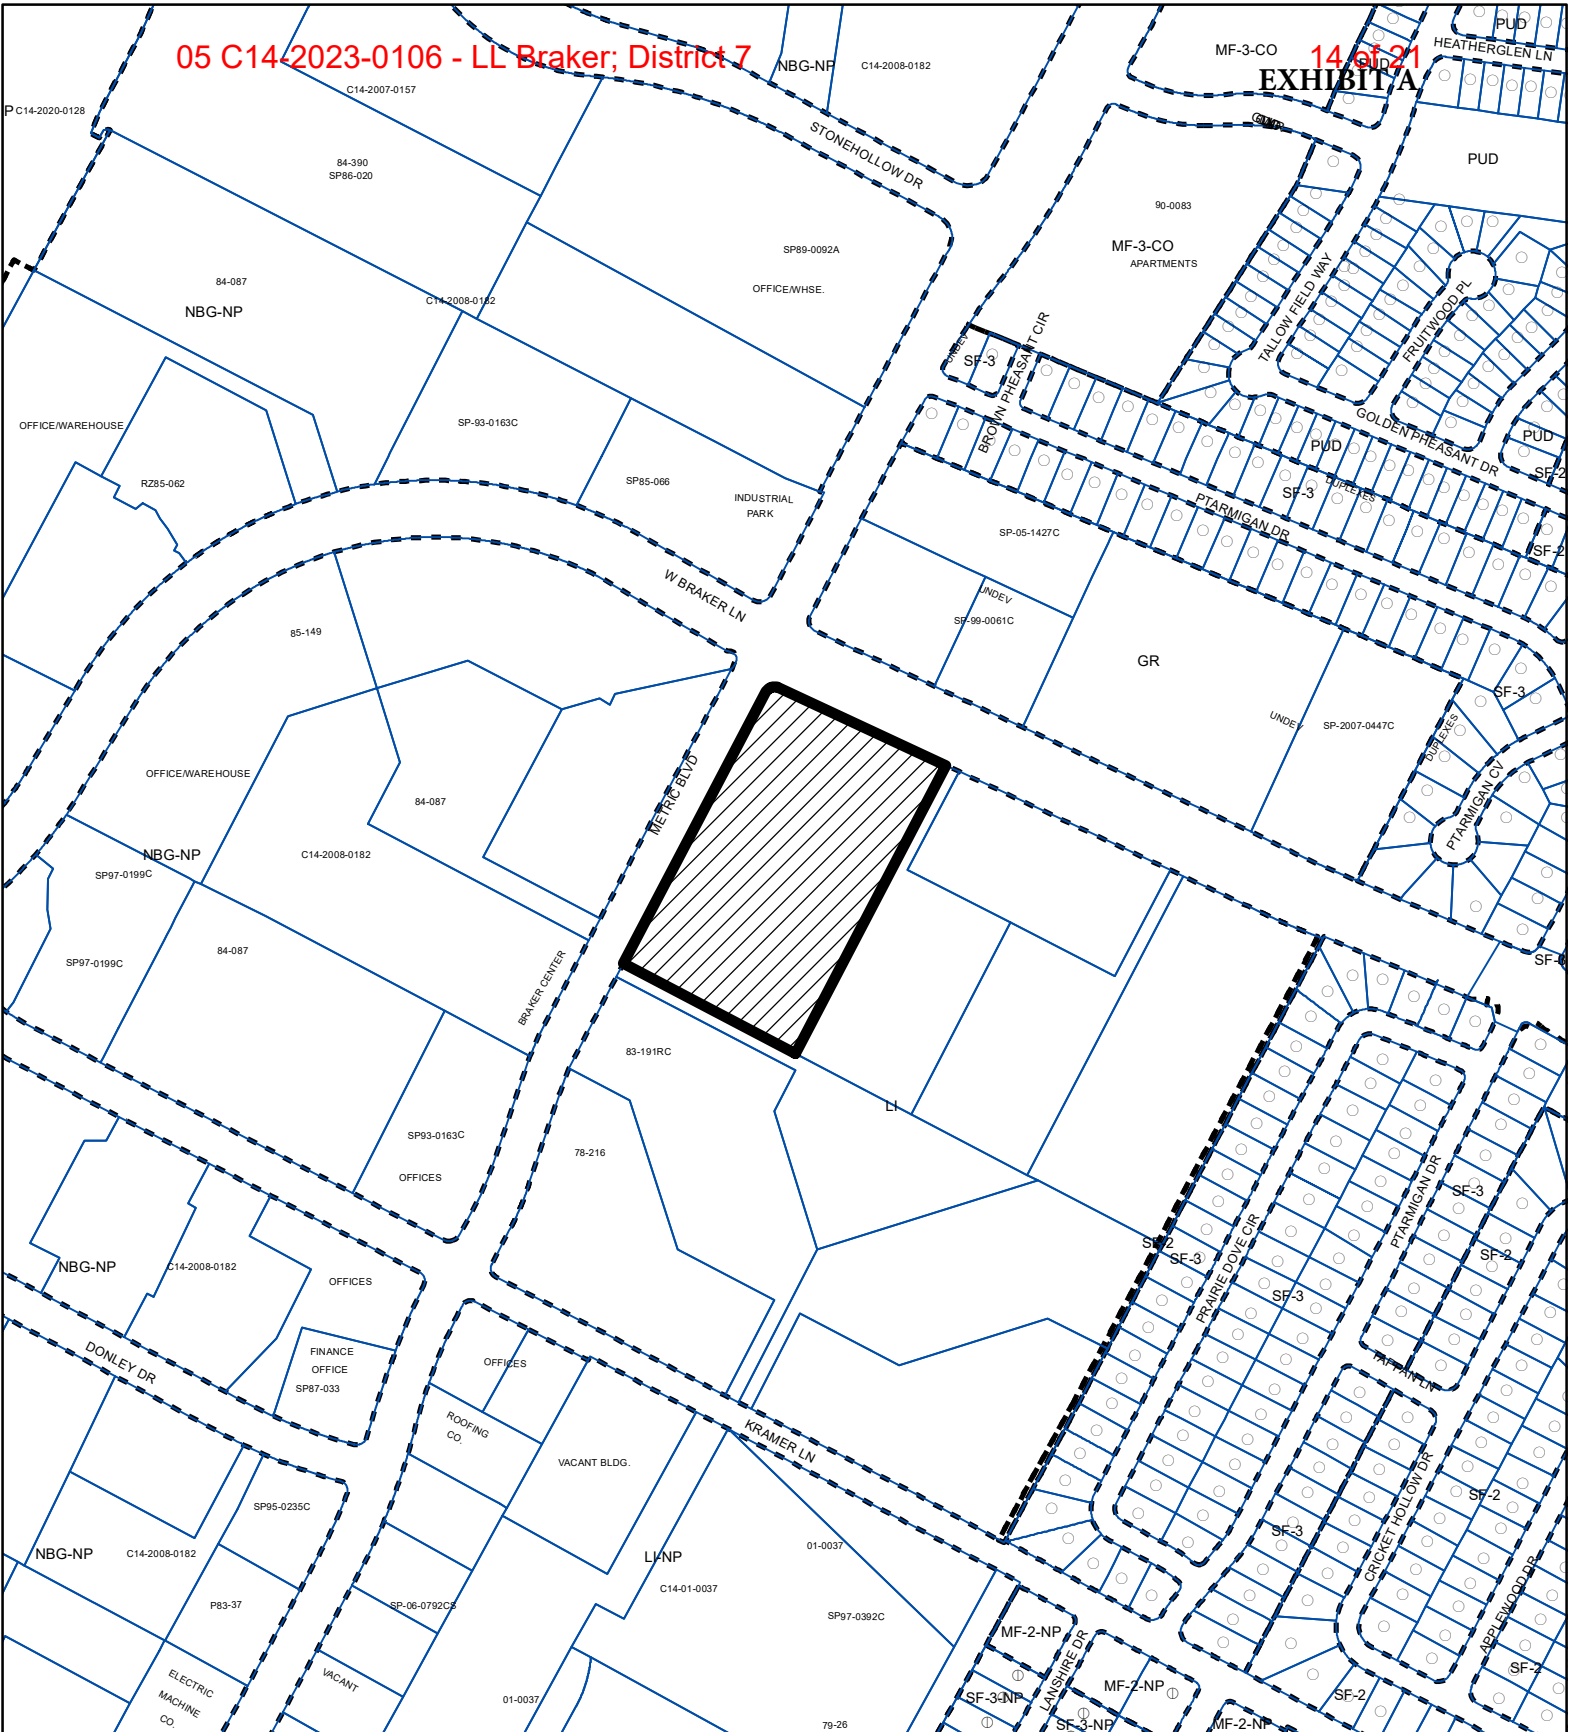 05 C14-2023-0106 - LL Braker; District 7
14 of 21
EXHIBIT A
PUD
HEATHERGLEN LN
MF-3-CO
PUD
NBG-NP
C14-2008-0182
C14-2007-0157
P
C14-2020-0128
STONEHOLLOW DR
84-390
SP86-020
PUD
90-0083
MF-3-CO
APARTMENTS
SP89-0092A
OFFICE/WHSE.
84-087
NBG-NP
C14-2008-0182
TALLOW FIELD WAY
FRUITWOOD PL
UNDEV
SF-3
BROWN PHEASANT CIR
GOLDEN PHEASANT DR
PUD
PUD
SF-2
OFFICE/WAREHOUSE
SP-93-0163C
RZ85-062
SP85-066
INDUSTRIAL
PARK
SF-3
DUPLEXES
PTARMIGAN DR
SP-05-1427C
SF-2
W BRAKER LN
UNDEV
SP-99-0061C
85-149
GR
SF-3
UNDEV
SP-2007-0447C
DUPLEXES
PTARMIGAN CV
OFFICE/WAREHOUSE
84-087
METRIC BLVD
NBG-NP
C14-2008-0182
SP97-0199C
84-087
SP97-0199C
BRAKER CENTER
83-191RC
LI
SP93-0163C
OFFICES
78-216
PTARMIGAN DR
SF-3
SF-2
SF-3
PRAIRIE DOVE CIR
SF-2
SF-3
NBG-NP
C14-2008-0182
OFFICES
DONLEY DR
FINANCE
OFFICE
SP87-033
OFFICES
TAPPAN LN
ROOFING
CO.
KRAMER LN
VACANT BLDG.
SP95-0235C
SF-2
CRICKET HOLLOW DR
SF-3
NBG-NP
C14-2008-0182
LI-NP
01-0037
C14-01-0037
P83-37
SP-06-0792CS
SP97-0392C
APPLEWOOD DR
MF-2-NP
LANSHIRE DR
SF-2
ELECTRIC
MACHINE
CO.
VACANT
01-0037
79-26
SF-3-NP
MF-2-NP
SF-2
SF-3-NP
MF-2-NP